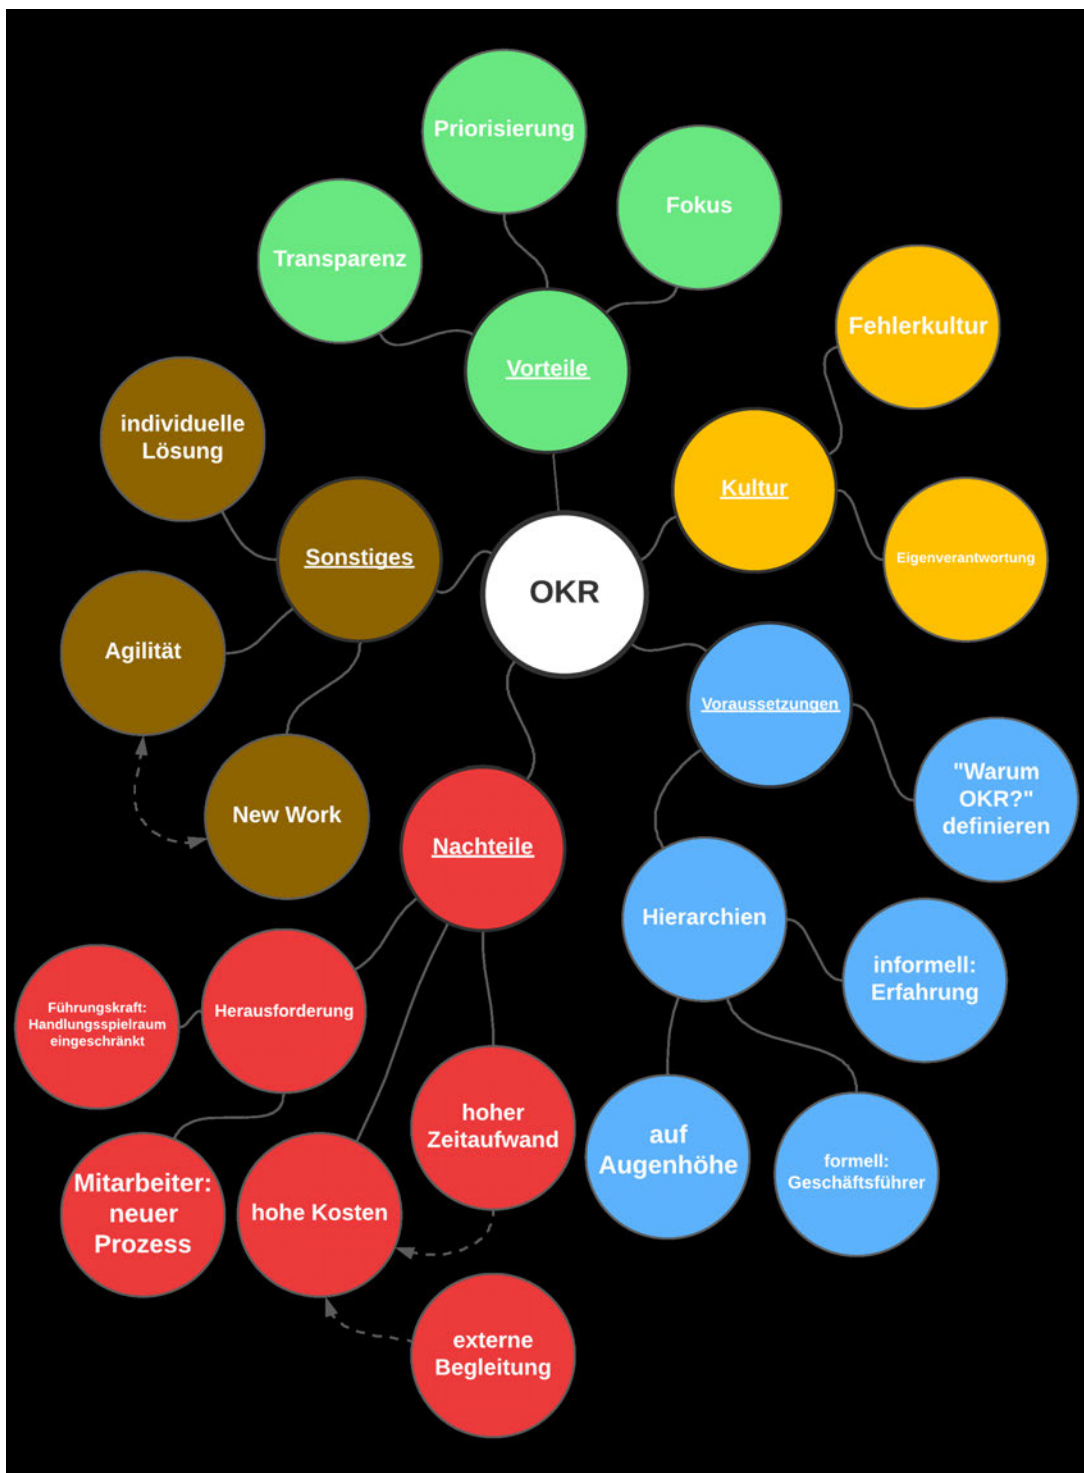 Priorisierung
Fokus
Transparenz
Fehlerkultur
Vorteile
individuelle
Lösung
Kultur
Sonstiges
Eigenverantwortung
OKR
Agilität
Voraussetzungen
"Warum
OKR?"
definieren
New Work
Nachteile
Hierarchien
informell:
Erfahrung
Führungskraft:
Handlungsspielraum
eingeschränkt
Herausforderung
hoher
Zeitaufwand
auf
Augenhöhe
formell:
Geschäftsführer
Mitarbeiter:
neuer
Prozess
hohe Kosten
externe
Begleitung